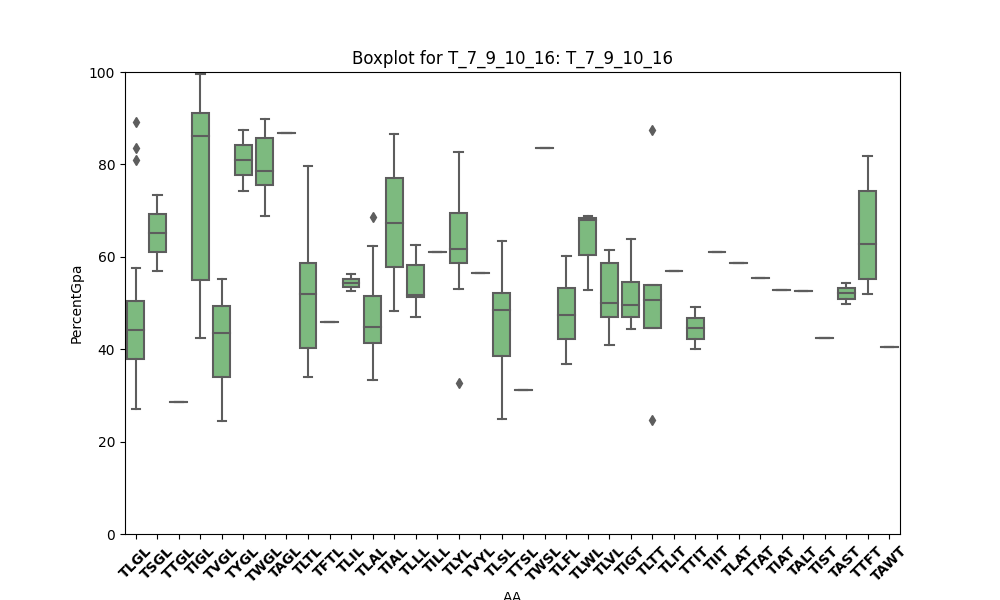 Boxplot for T_7_9_10_16: T_7_9_10_16
100
80
60
40
20
0
PercentGpa
TLGL TSGL TTGL TIGL TVGL TYGL TWGL TAGL TLTL TFTL TLIL TLAL TIAL TLLL TILL TLYL TVYL TLSL TTSL TWSL TLFL TLWL TLVL TIGT TLTT TLIT TTIT TIIT TLAT TTAT TIAT TALT TIST TAST TTFT TAWT
AA